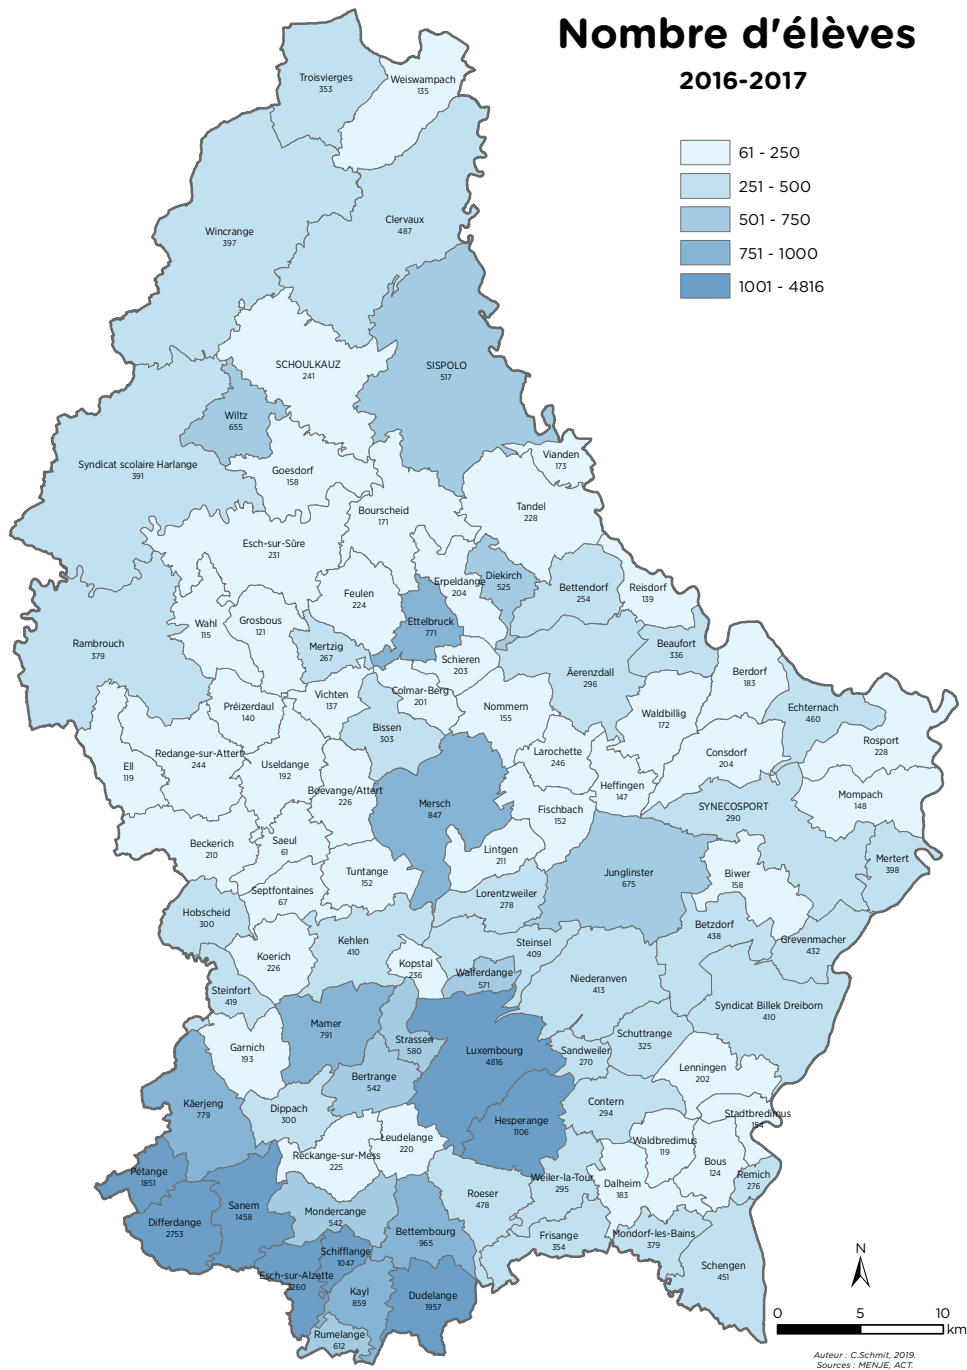 Nombre d'élèves
2016-2017
61 - 250
251 - 500
501 - 750
751 - 1000
1001 - 4816
Troisvierges
353
Weiswampach
135
Clervaux
487
Wincrange
397
SCHOULKAUZ
241
SISPOLO
517
Wiltz
655
Syndicat scolaire Harlange
391
Goesdorf
158
Vianden
173
Bourscheid
171
Tandel
228
Esch-sur-Sûre
231
Erpeldange
204
Diekirch
525
Bettendorf
254
Reisdorf
139
Feulen
224
Ettelbruck
771
Wahl
115
Grosbous
121
Mertzig
267
Rambrouch
379
Schieren
203
Äerenzdall
296
Beaufort
336
Berdorf
183
Colmar-Berg
201
Vichten
137
Préizerdaul
140
Nommern
155
Waldbillig
172
Echternach
460
Bissen
303
Rosport
228
Redange-sur-Attert
244
Ell
119
Useldange
192
Larochette
246
Consdorf
204
Boevange/Attert
226
Heffingen
147
Mompach
148
Mersch
847
Fischbach
152
SYNECOSPORT
290
Beckerich
210
Saeul
61
Lintgen
211
Mertert
398
Tuntange
152
Junglinster
675
Biwer
158
Septfontaines
67
Lorentzweiler
278
Hobscheid
300
Betzdorf
438
Grevenmacher
432
Kehlen
410
Steinsel
409
Koerich
226
Kopstal
236
Walferdange
571
Niederanven
413
Steinfort
419
Syndicat Billek Dreiborn
410
Mamer
791
Strassen
580
Luxembourg
4816
Schuttrange
325
Garnich
193
Sandweiler
270
Lenningen
202
Bertrange
542
Käerjeng
779
Dippach
300
Contern
294
Hesperange
1106
Stadtbredimus
154
Leudelange
220
Waldbredimus
119
Reckange-sur-Mess
225
Bous
124
Pétange
1851
Weiler-la-Tour
295
Dalheim
183
Remich
276
Roeser
478
Sanem
1458
Mondercange
542
Differdange
2753
Bettembourg
965
Frisange
354
Mondorf-les-Bains
379
Schifflange
1047
Schengen
451
Esch-sur-Alzette
3260
Kayl
859
Dudelange
1957
Rumelange
612
N
0 5 10
km
Auteur : C.Schmit, 2019.
Sources : MENJE, ACT.